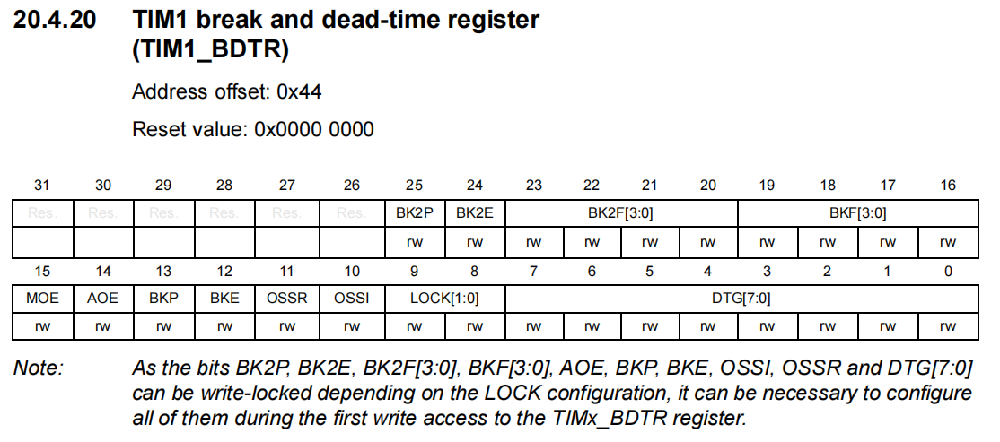 20.4.20 TIM1 break and dead-time register
(TIM1_BDTR)
Address offset: 0x44
Reset value: 0x0000 0000
31 30 29 28 27 26 25 24 23 22 21 20 19 18 17 16
Res. Res. Res. Res. Res. Res. BK2P BK2E BK2F[3:0] BKF[3:0]
rw rw rw rw rw rw rw rw rw rw
15 14 13 12 11 10 9 8 7 6 5 4 3 2 1 0
MOE AOE BKP BKE OSSR OSSI LOCK[1:0] DTG[7:0]
rw rw rw rw rw rw rw rw rw rw rw rw rw rw rw rw
Note: As the bits BK2P, BK2E, BK2F[3:0], BKF[3:0], AOE, BKP, BKE, OSSI, OSSR and DTG[7:0]
can be write-locked depending on the LOCK configuration, it can be necessary to configure
all of them during the first write access to the TIMx_BDTR register.